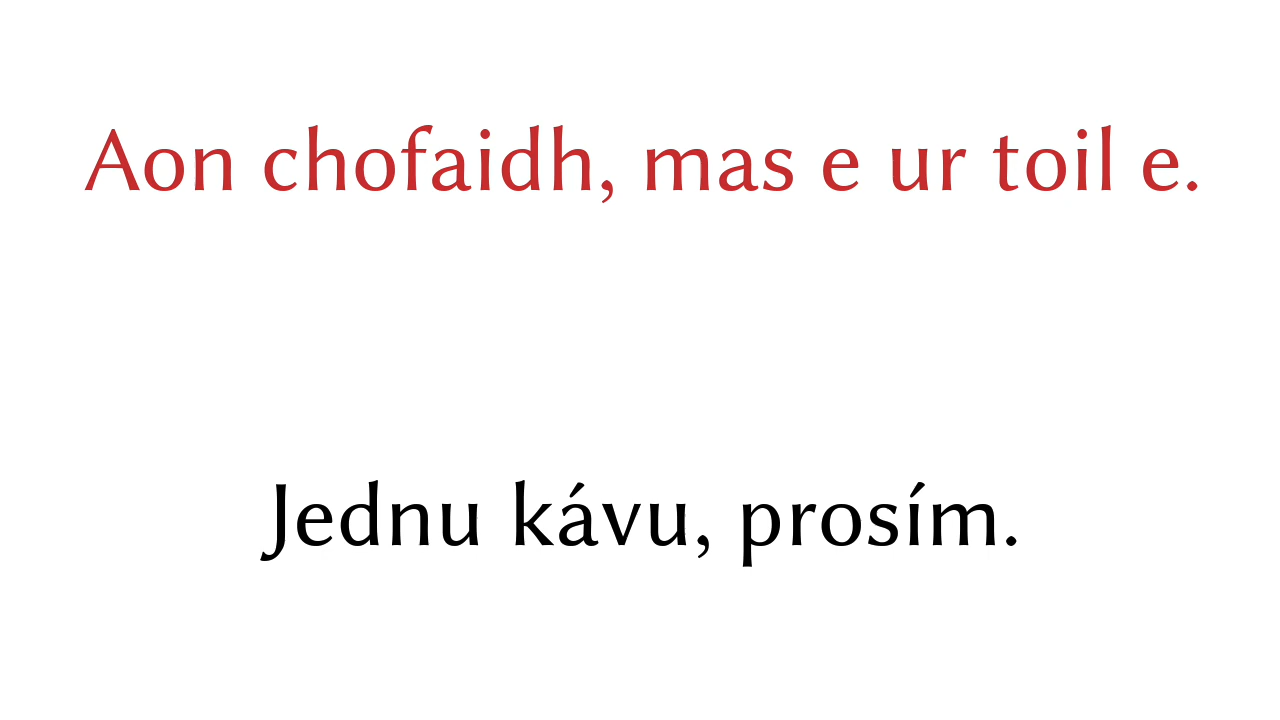 Aon chofaidh, mas e ur toil e.
Jednu kávu, prosím.